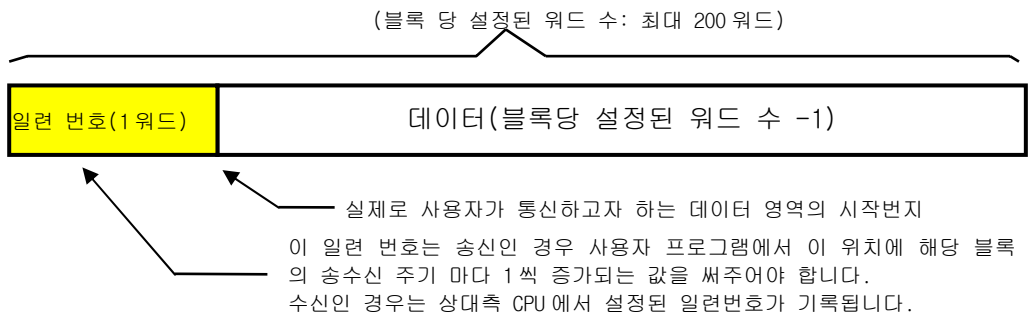 (블록 당 설정된 워드 수: 최대 200 워드)
일련 번호(1 워드)
데이터(블록당 설정된 워드 수 -1)
실제로 사용자가 통신하고자 하는 데이터 영역의 시작번지
이 일련 번호는 송신인 경우 사용자 프로그램에서 이 위치에 해당 블록
의 송수신 주기 마다 1 씩 증가되는 값을 써주어야 합니다.
수신인 경우는 상대측 CPU 에서 설정된 일련번호가 기록됩니다.